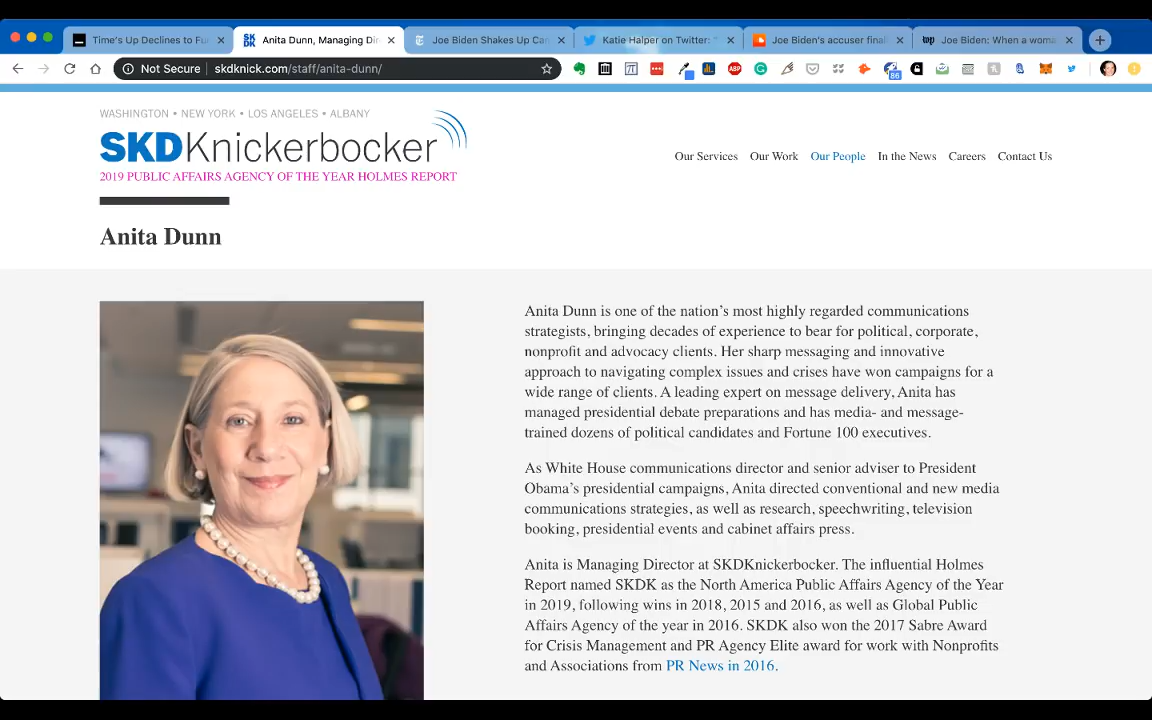 Time's Up Declines to Fu
Anita Dunn, Managing Di
Joe Biden Shakes Up Ca
Katie Halper on Twitter: "
Joe Biden's accuser final
Joe Biden: When a woma
Not Secure | skdknick.com/staff/anita-dunn/
ABP
86
WASHINGTON • NEW YORK • LOS ANGELES • ALBANY
SKDKnickerbocker
2019 PUBLIC AFFAIRS AGENCY OF THE YEAR HOLMES REPORT
Our Services Our Work Our People In the News Careers Contact Us
Anita Dunn
Anita Dunn is one of the nation's most highly regarded communications
strategists, bringing decades of experience to bear for political, corporate,
nonprofit and advocacy clients. Her sharp messaging and innovative
approach to navigating complex issues and crises have won campaigns for a
wide range of clients. A leading expert on message delivery, Anita has
managed presidential debate preparations and has media- and message-
trained dozens of political candidates and Fortune 100 executives.
As White House communications director and senior adviser to President
Obama's presidential campaigns, Anita directed conventional and new media
communications strategies, as well as research, speechwriting, television
booking, presidential events and cabinet affairs press.
Anita is Managing Director at SKDKnickerbocker. The influential Holmes
Report named SKDK as the North America Public Affairs Agency of the Year
in 2019, following wins in 2018, 2015 and 2016, as well as Global Public
Affairs Agency of the year in 2016. SKDK also won the 2017 Sabre Award
for Crisis Management and PR Agency Elite award for work with Nonprofits
and Associations from PR News in 2016.